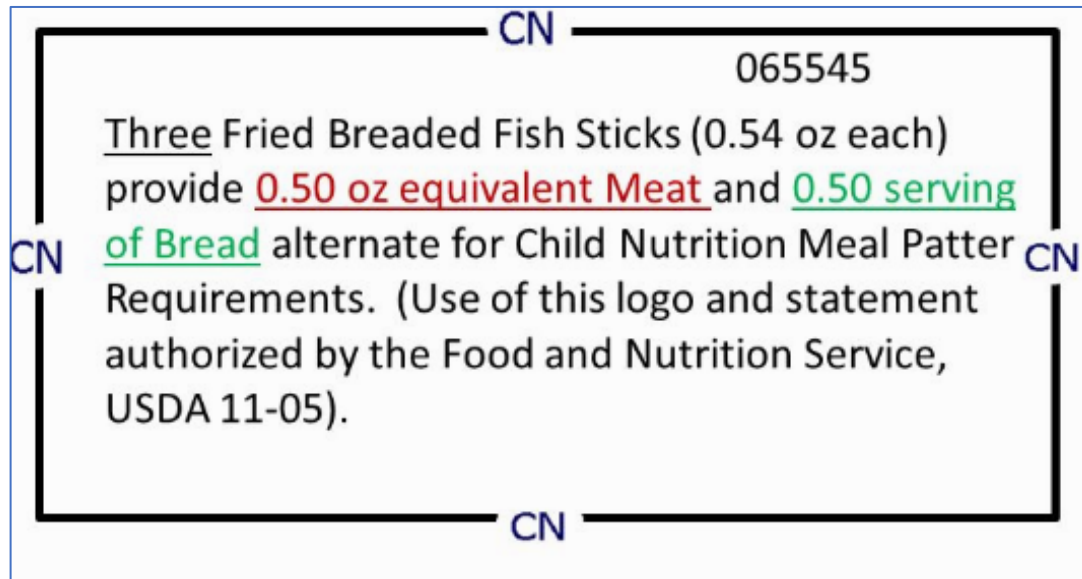 CN
065545
Three Fried Breaded Fish Sticks (0.54 oz each)
provide 0.50 oz equivalent Meat and 0.50 serving
CN of Bread alternate for Child Nutrition Meal Patter CN
Requirements.  (Use of this logo and statement
authorized by the Food and Nutrition Service,
USDA 11-05).
CN